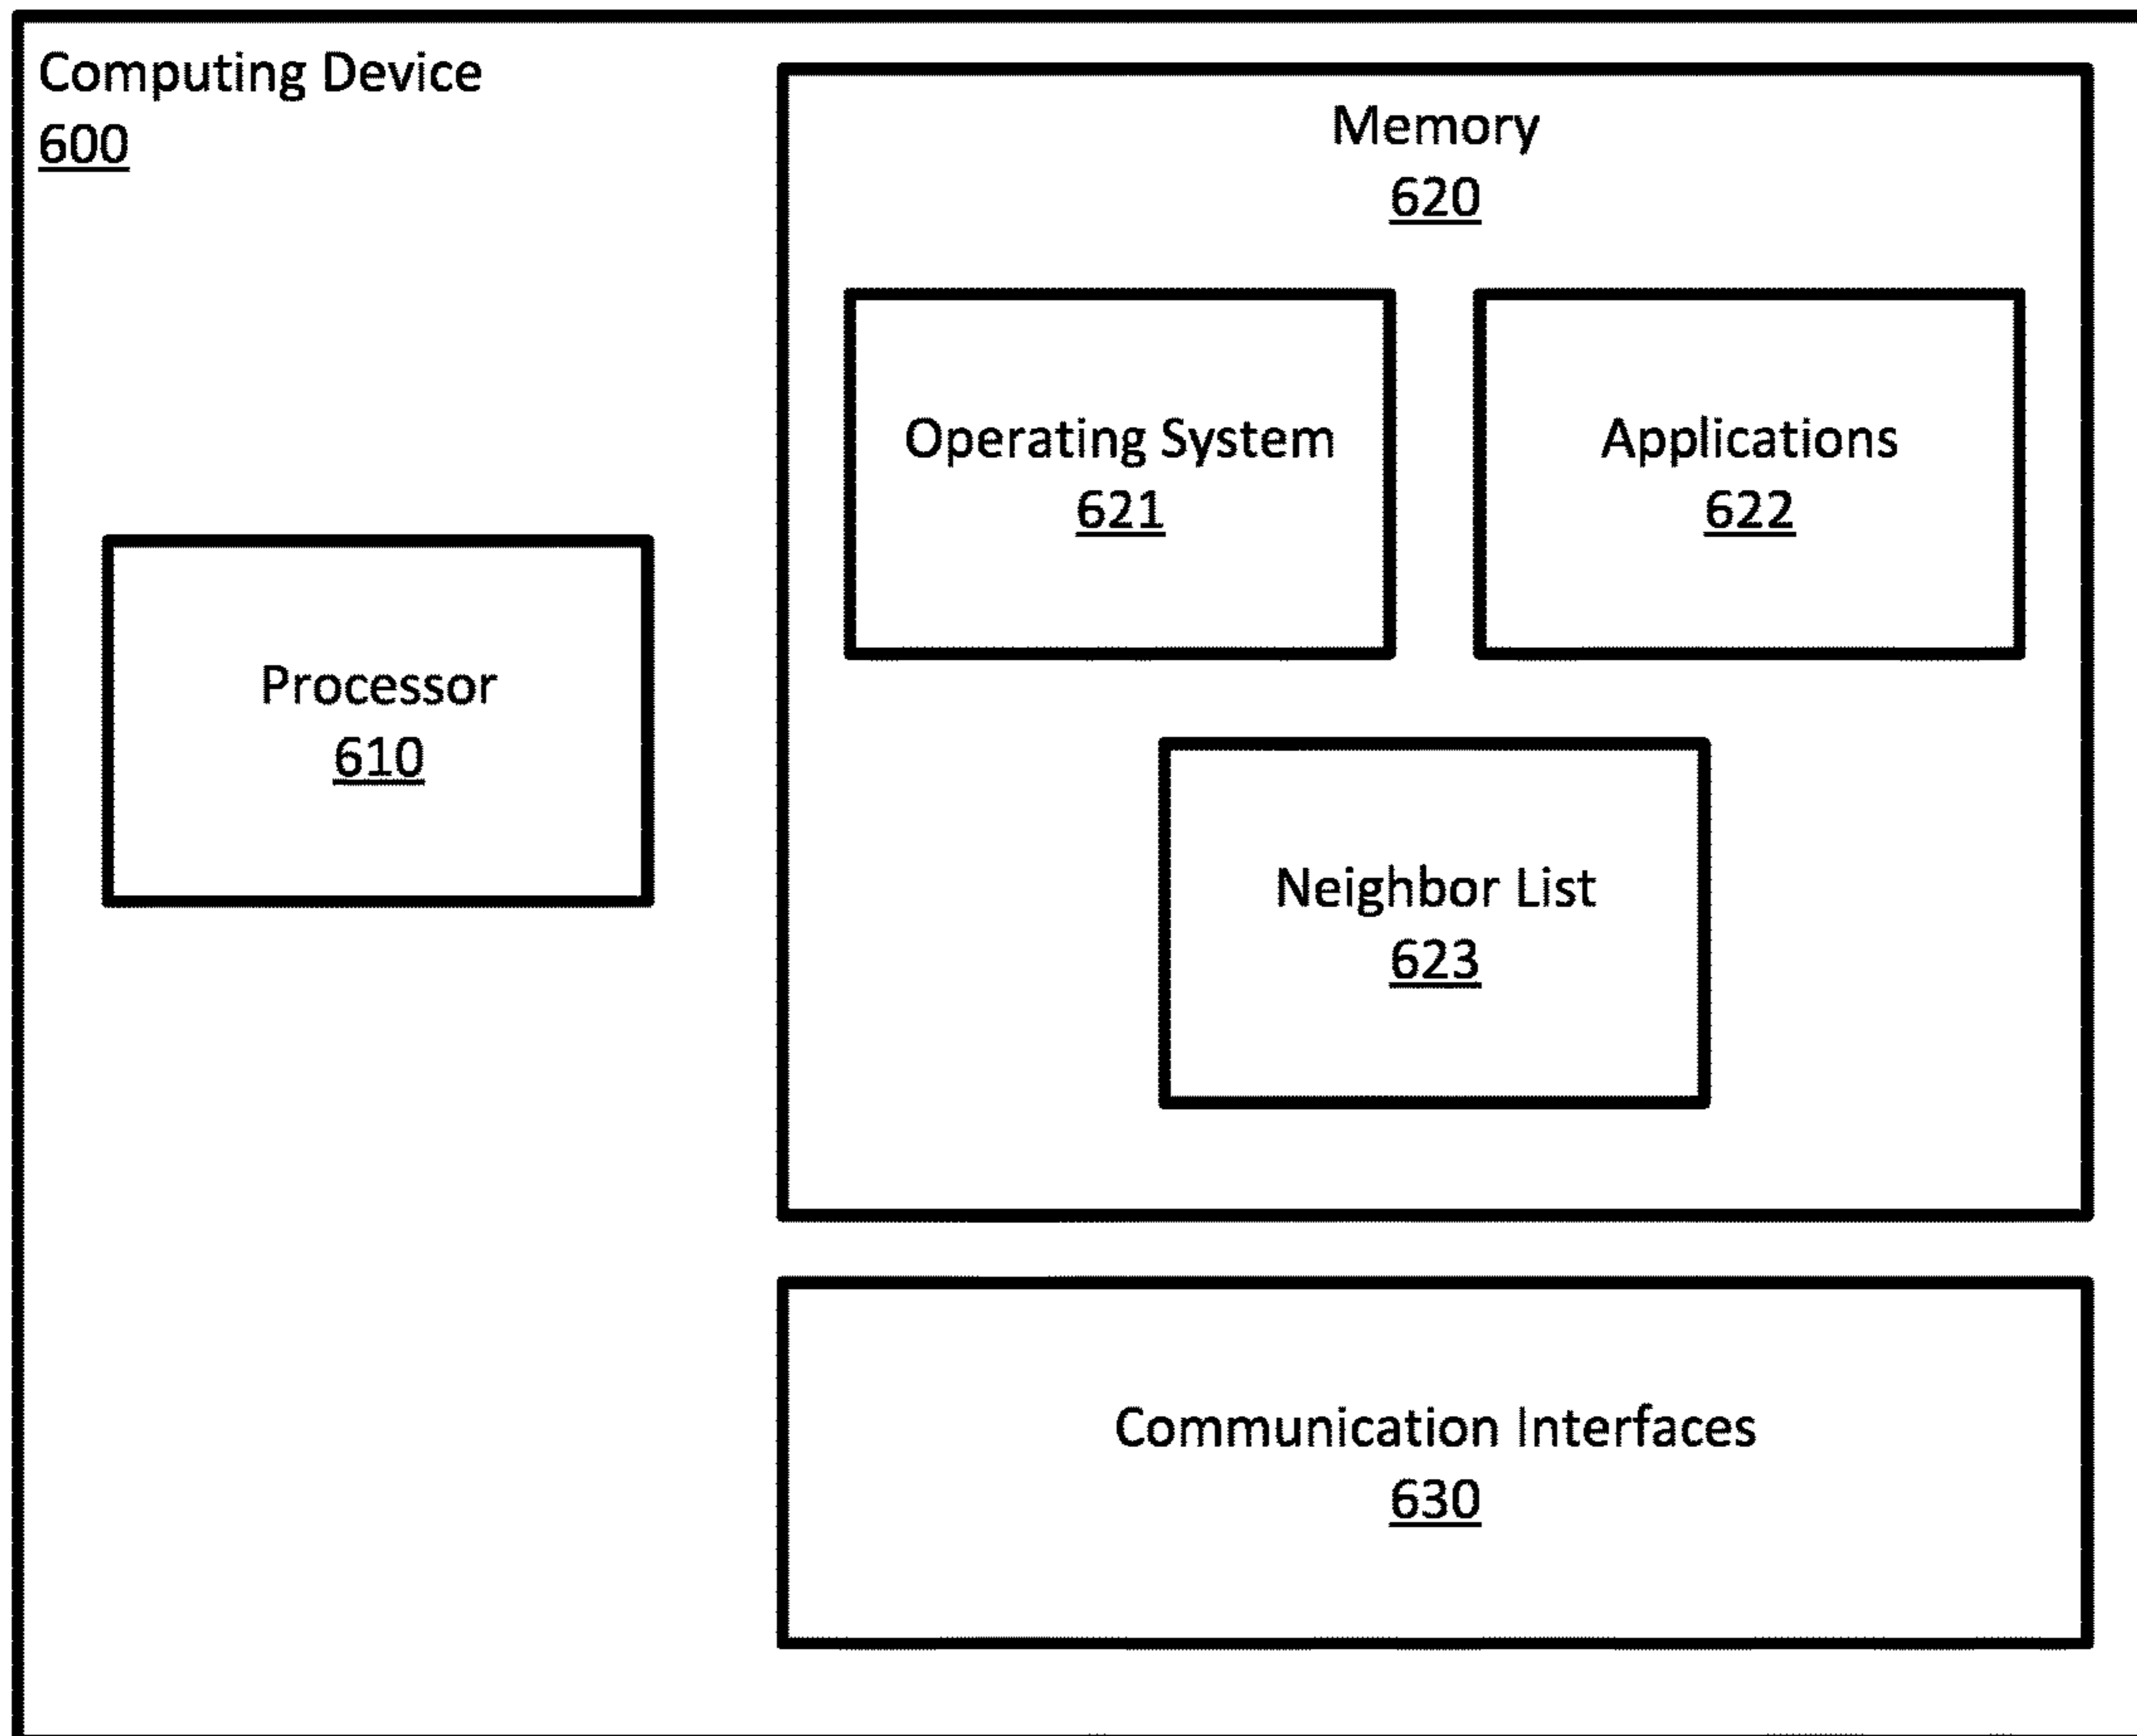 Computing Device
600
Memory
620
Operating System
621
Applications
622
Processor
610
Neighbor List
623
Communication Interfaces
630